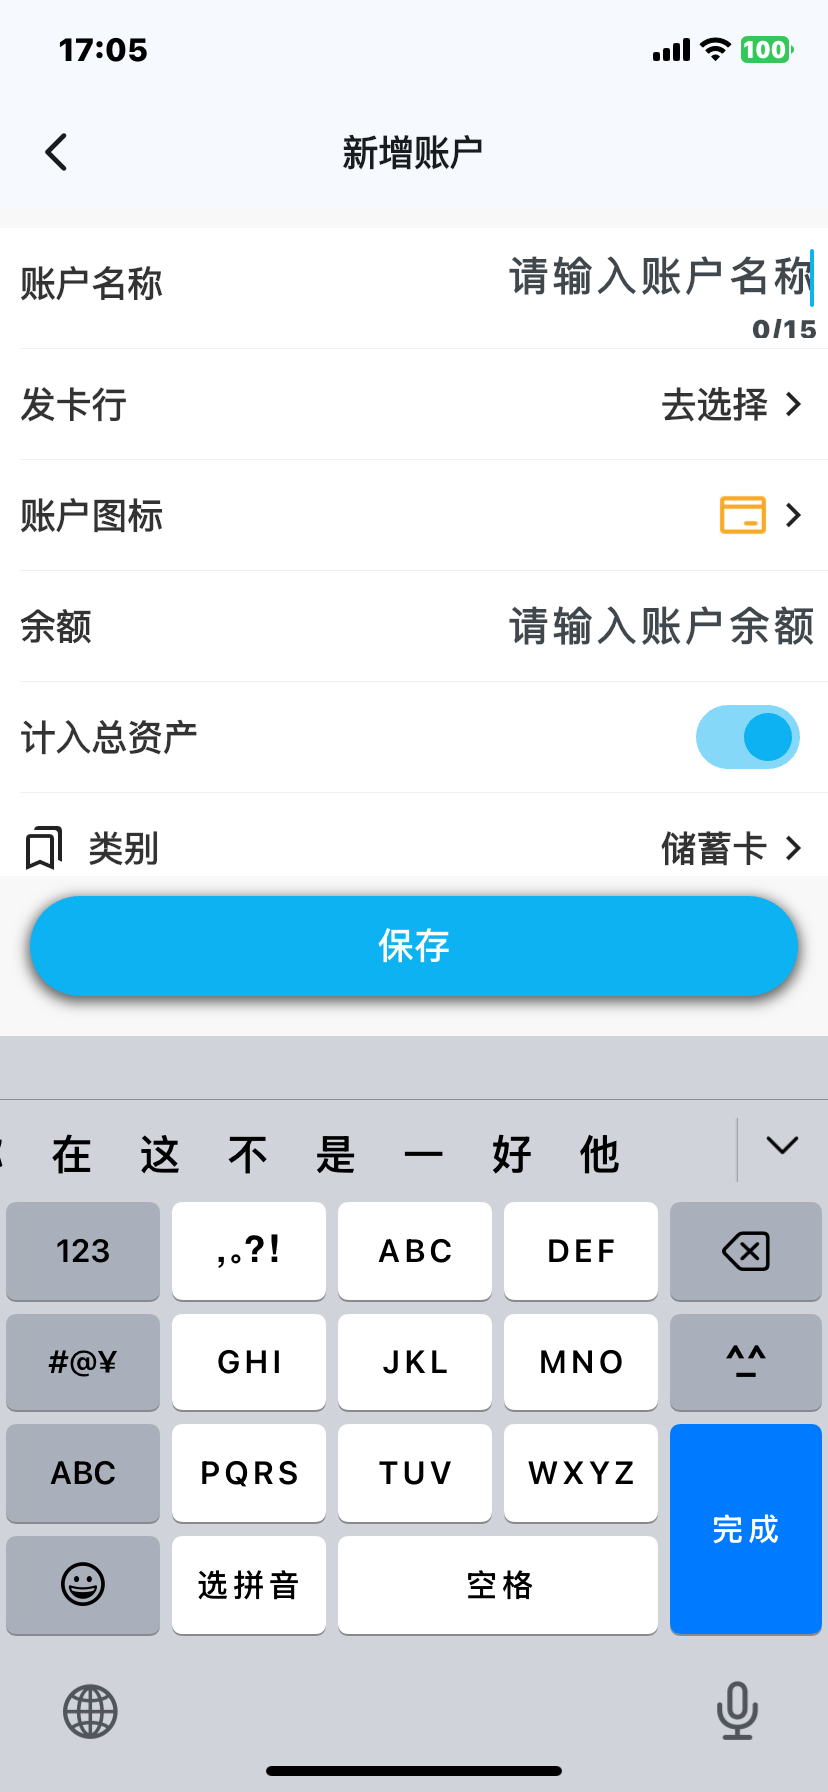 17:05
100
新增账户
账户名称
请输入账户名称
0/15
发卡行
去选择
账户图标
余额
请输入账户余额
计入总资产
类别
储蓄卡
保存
在 这 不 是 一 好 他
123
,。?!
ABC
DEF
#@¥
GHI
JKL
MNO
^^
ABC
PQRS
TUV
WXYZ
完成
选拼音
空格